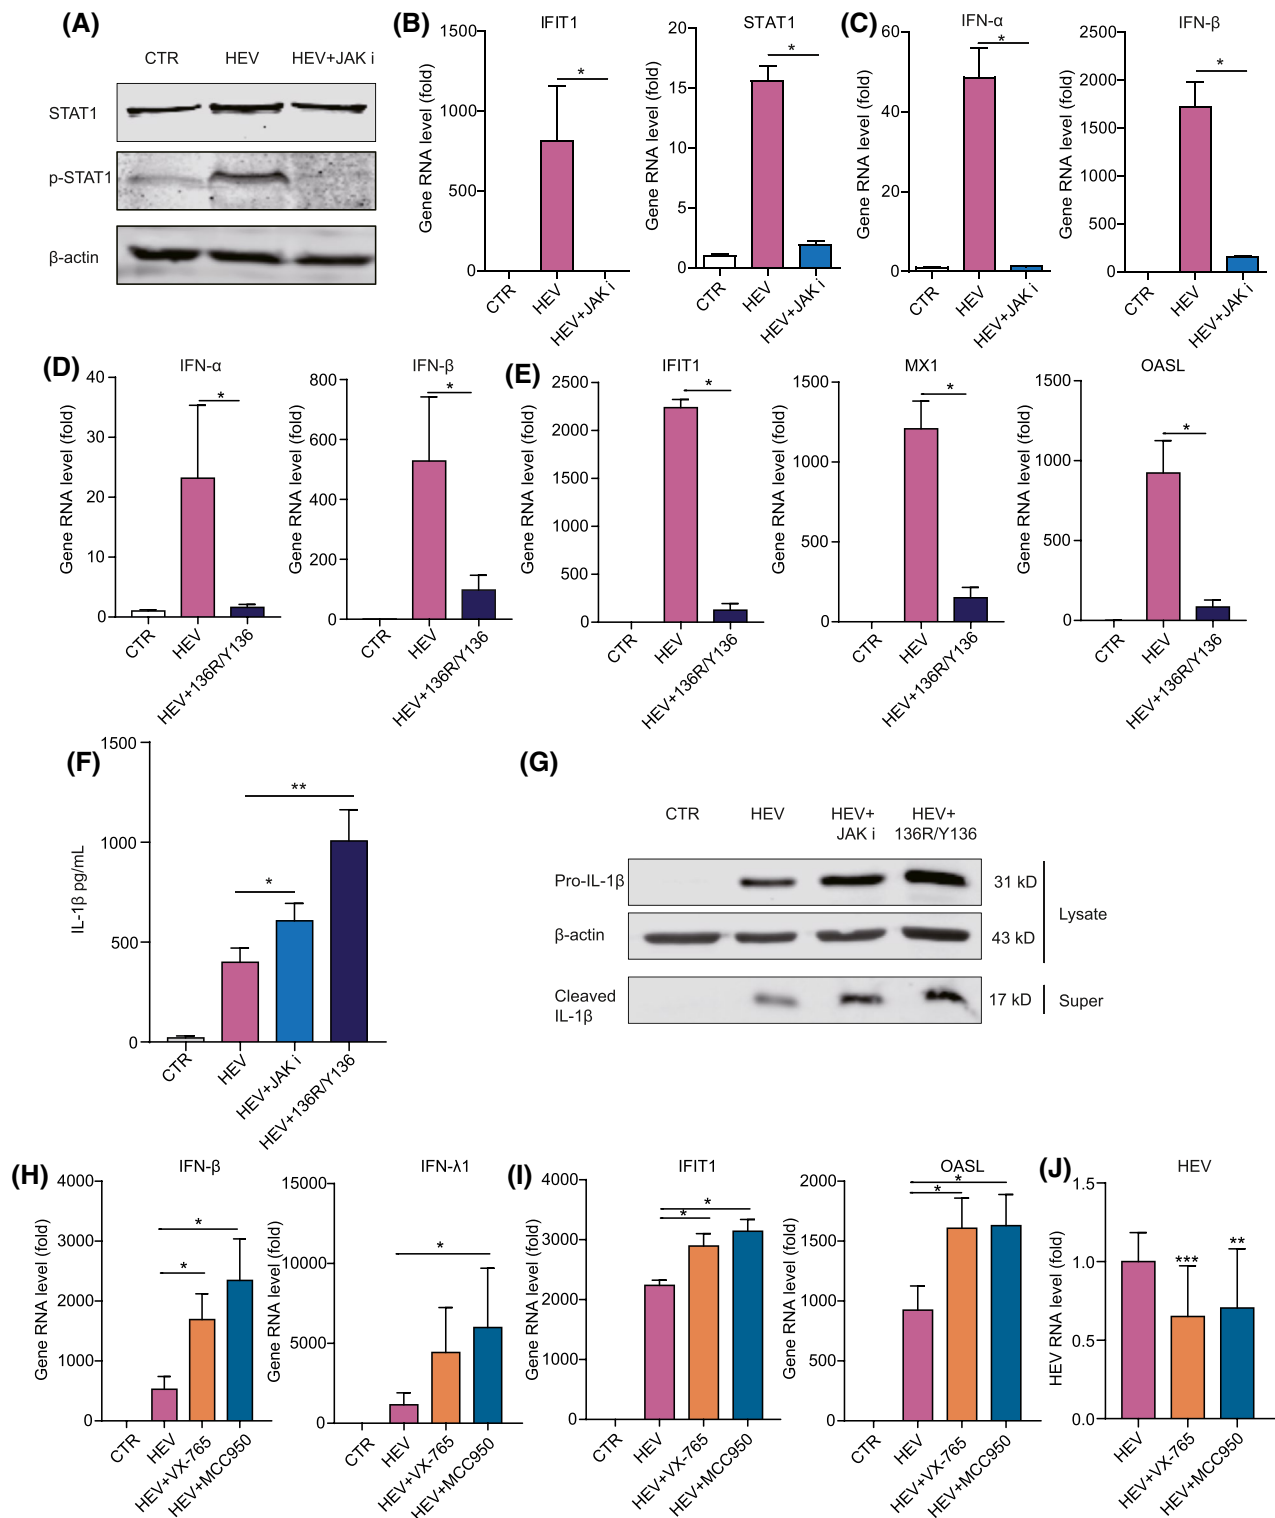 (A)
CTR HEV HEV+JAK i
STAT1
p-STAT1
β-actin
(B)
IFIT1
Gene RNA level (fold)
1500
1000
500
0
*
CTR
HEV
HEV+JAK i
STAT1
Gene RNA level (fold)
20
15
10
5
0
*
CTR
HEV
HEV+JAK i
(C)
IFN-α
Gene RNA level (fold)
60
40
20
0
*
CTR
HEV
HEV+JAK i
IFN-β
Gene RNA level (fold)
2500
2000
1500
1000
500
0
*
CTR
HEV
HEV+JAK i
(D)
IFN-α
Gene RNA level (fold)
40
30
20
10
0
*
CTR
HEV
HEV+136R/Y136
IFN-β
Gene RNA level (fold)
800
600
400
200
0
*
CTR
HEV
HEV+136R/Y136
(E)
IFIT1
Gene RNA level (fold)
2500
2000
1500
1000
500
0
*
CTR
HEV
HEV+136R/Y136
MX1
Gene RNA level (fold)
1500
1000
500
0
*
CTR
HEV
HEV+136R/Y136
OASL
Gene RNA level (fold)
1500
1000
500
0
*
CTR
HEV
HEV+136R/Y136
(F)
IL-1β pg/mL
1500
1000
500
0
**
*
CTR
HEV
HEV+JAK i
HEV+136R/Y136
(G)
CTR HEV HEV+ HEV+
JAK i 136R/Y136
Pro-IL-1β 31 kD
β-actin 43 kD
Lysate
Cleaved 17 kD Super
IL-1β
(H)
IFN-β
Gene RNA level (fold)
4000
3000
2000
1000
0
*
*
CTR
HEV
HEV+VX-765
HEV+MCC950
IFN-λ1
Gene RNA level (fold)
15000
10000
5000
0
*
CTR
HEV
HEV+VX-765
HEV+MCC950
(I)
IFIT1
Gene RNA level (fold)
4000
3000
2000
1000
0
*
*
CTR
HEV
HEV+VX-765
HEV+MCC950
OASL
Gene RNA level (fold)
2000
1500
1000
500
0
*
*
CTR
HEV
HEV+VX-765
HEV+MCC950
(J)
HEV
HEV RNA level (fold)
1.5
1.0
0.5
0.0
***
**
HEV
HEV+VX-765
HEV+MCC950